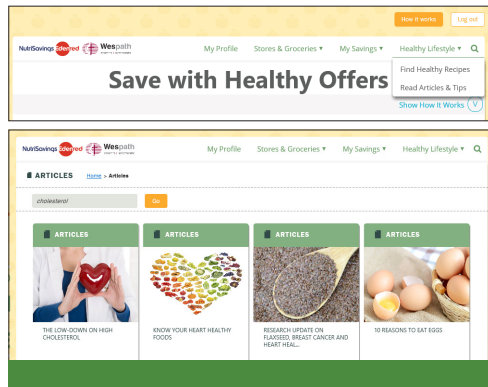 How it works
Log out
NutriSavings Edenred Wespath
My Profile
Stores & Groceries ▾
My Savings ▾
Healthy Lifestyle ▾
Find Healthy Recipes
Read Articles & Tips
Save with Healthy Offers
Show How It Works
NutriSavings Edenred Wespath
My Profile
Stores & Groceries ▾
My Savings ▾
Healthy Lifestyle ▾
ARTICLES
Home > Articles
cholesterol
Go
ARTICLES
ARTICLES
ARTICLES
ARTICLES
THE LOW-DOWN ON HIGH
CHOLESTEROL
KNOW YOUR HEART HEALTHY
FOODS
RESEARCH UPDATE ON
FLAXSEED, BREAST CANCER AND
HEART HEAL...
10 REASONS TO EAT EGGS